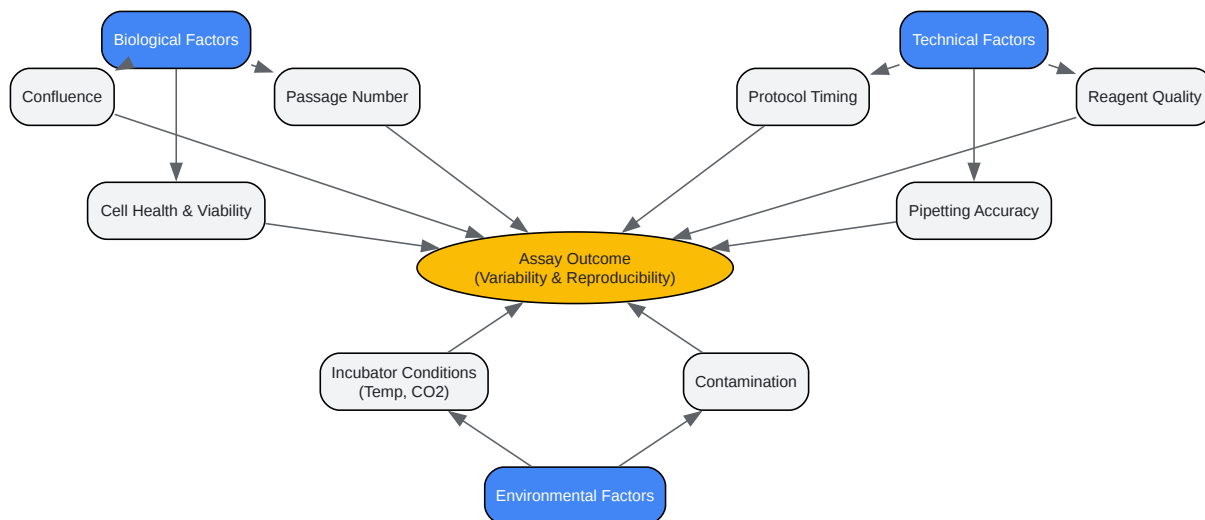 Biological Factors
Technical Factors
Confluence
Passage Number
Protocol Timing
Reagent Quality
Cell Health & Viability
Pipetting Accuracy
Assay Outcome
(Variability & Reproducibility)
Incubator Conditions
(Temp, CO2)
Contamination
Environmental Factors